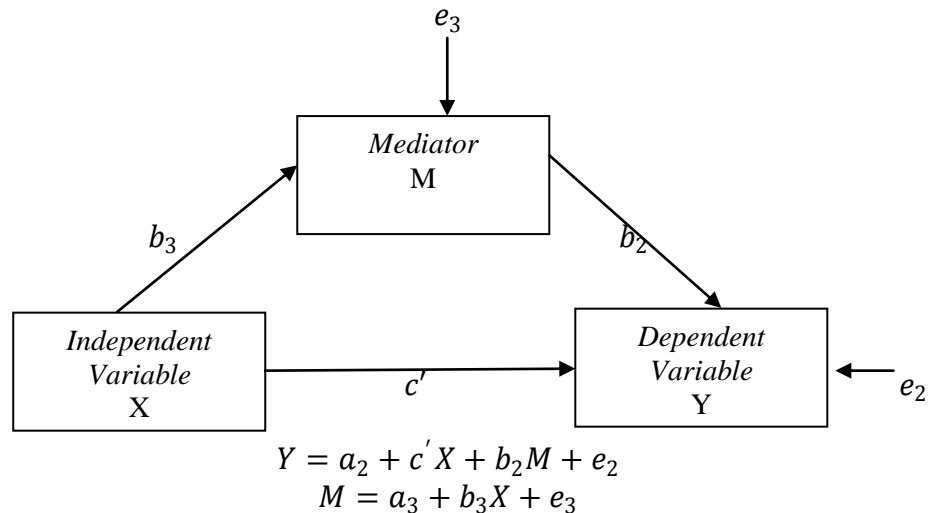 e₃
Mediator
M
b₃
b₂
Independent
Variable
X
c′
Dependent
Variable
Y
e₂
Y = a₂ + c′X + b₂M + e₂
M = a₃ + b₃X + e₃